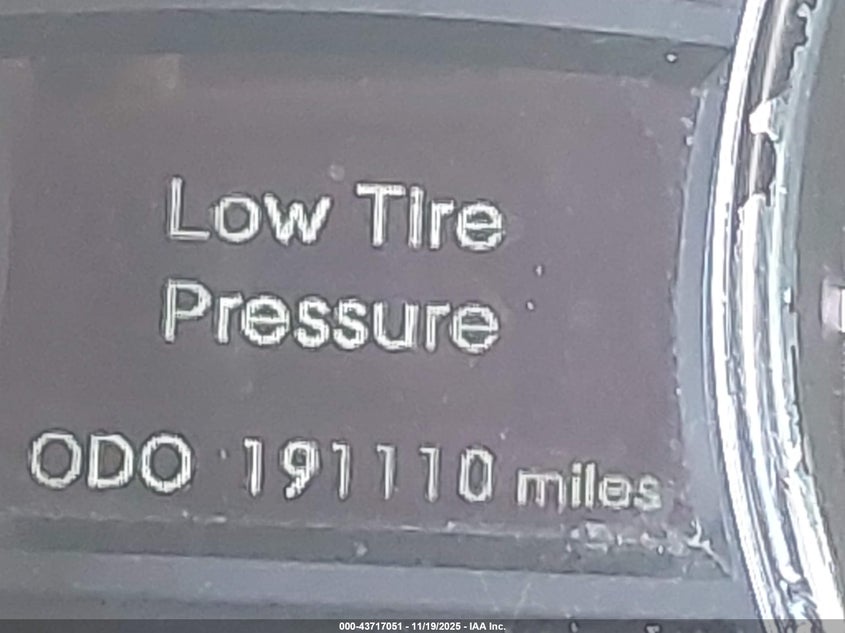 Low Tire
Pressure
ODO 191110 miles
000-43717051 - 11/19/2025 - IAA Inc.